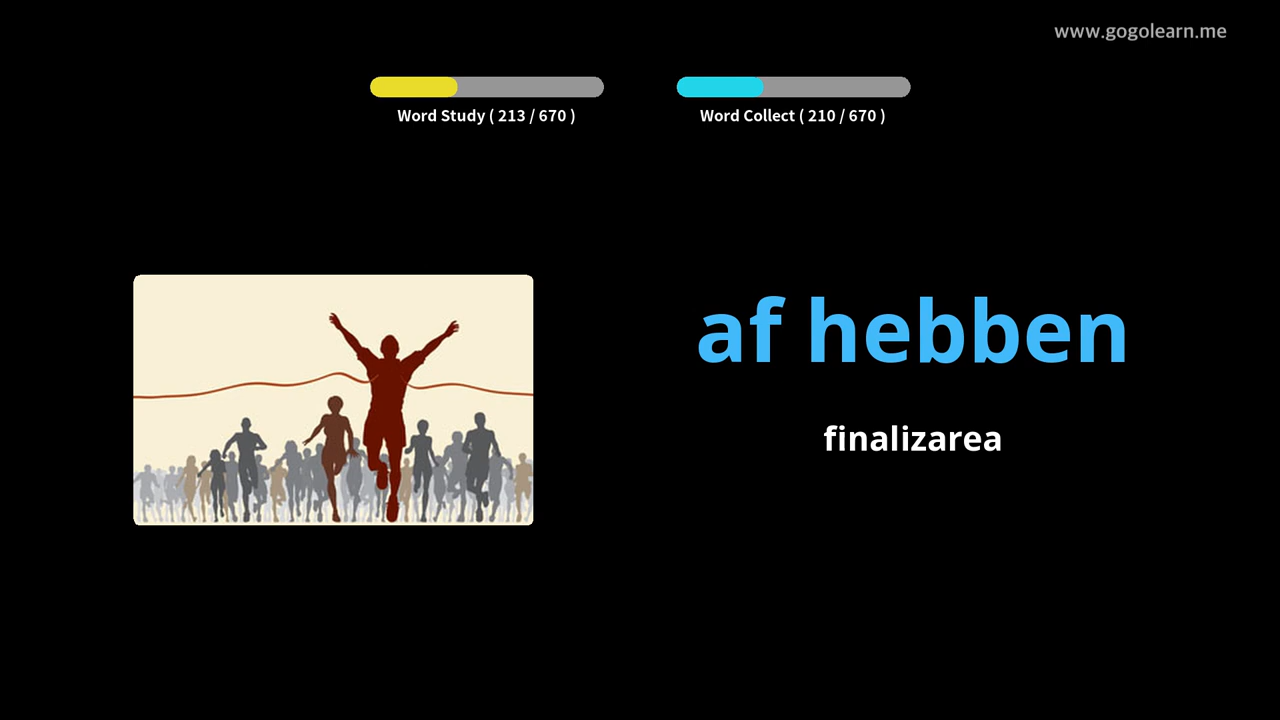 www.gogolearn.me
Word Study ( 213 / 670 )
Word Collect ( 210 / 670 )
af hebben
finalizarea